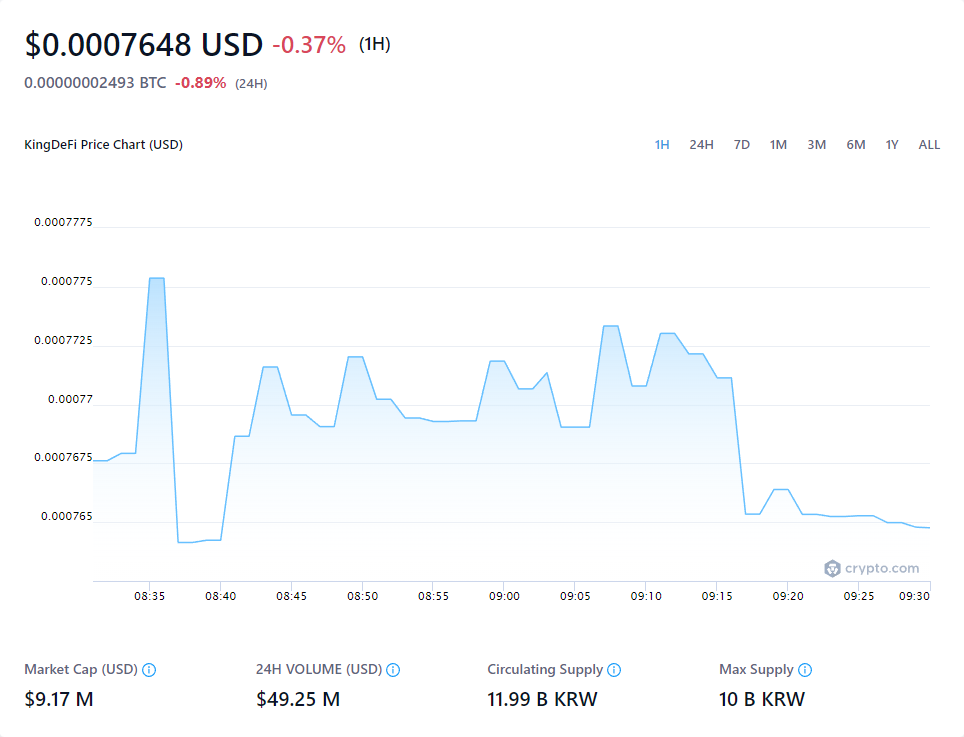 $0.0007648 USD -0.37% (1H)
0.00000002493 BTC -0.89% (24H)
KingDeFi Price Chart (USD) 1H 24H 7D 1M 3M 6M 1Y ALL
0.0007775
0.000775
0.0007725
0.00077
0.0007675
0.000765
crypto.com
08:35 08:40 08:45 08:50 08:55 09:00 09:05 09:10 09:15 09:20 09:25 09:30
Market Cap (USD) 24H VOLUME (USD) Circulating Supply Max Supply
$9.17 M $49.25 M 11.99 B KRW 10 B KRW